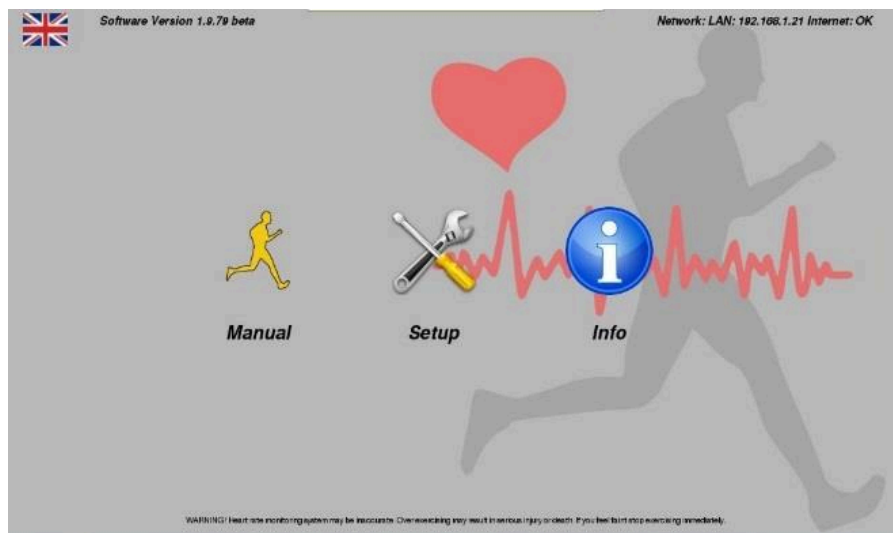 Software Version 1.9.79 beta
Network: LAN: 192.168.1.21 Internet: OK
Manual
Setup
Info
WARNING! Heart rate monitoring system may be inaccurate. Over exercising may result in serious injury or death. If you feel faint stop exercising immediately.